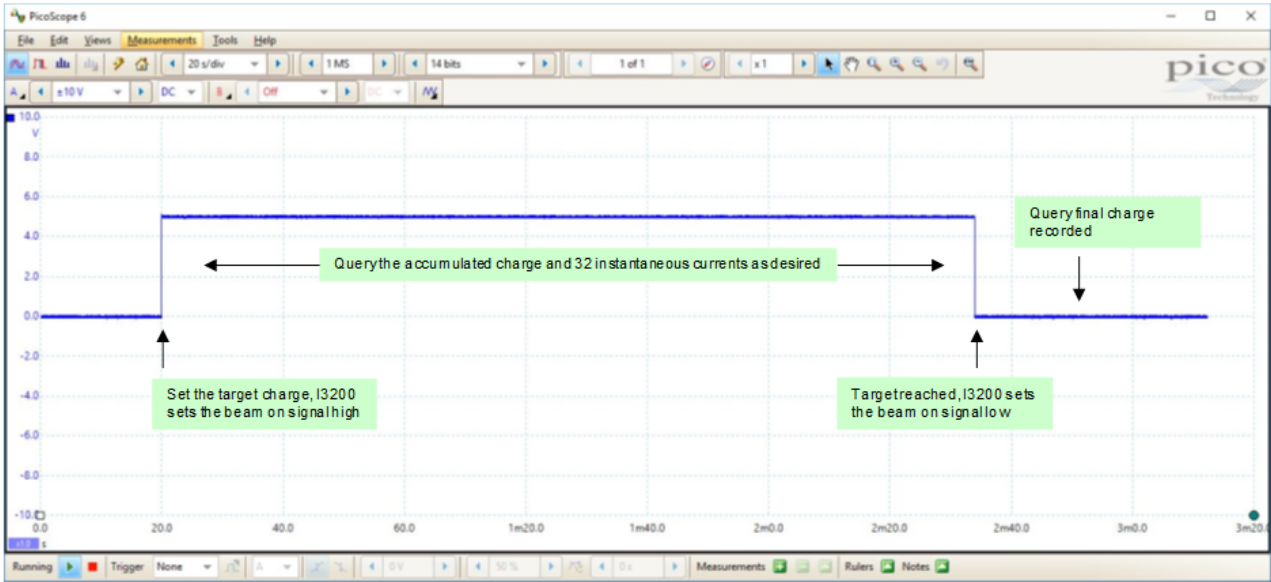 PicoScope 6
File Edit Views Measurements Tools Help
20 s/div 1 MS 14 bits 1 of 1 x1
pico
Technology
A ±10 V DC B Off DC
10.0
V
8.0
6.0
4.0
2.0
0.0
-2.0
-4.0
-6.0
-8.0
-10.0
Query final charge
recorded
Query the accumulated charge and 32 instantaneous currents as desired
Set the target charge, I3200
sets the beam on signal high
Target reached, I3200 sets
the beam on signal low
0.0 20.0 40.0 60.0 1m20.0 1m40.0 2m0.0 2m20.0 2m40.0 3m0.0 3m20.0
x1.0 s
Running Trigger None A 0 V 50 % 0 s Measurements Rulers Notes